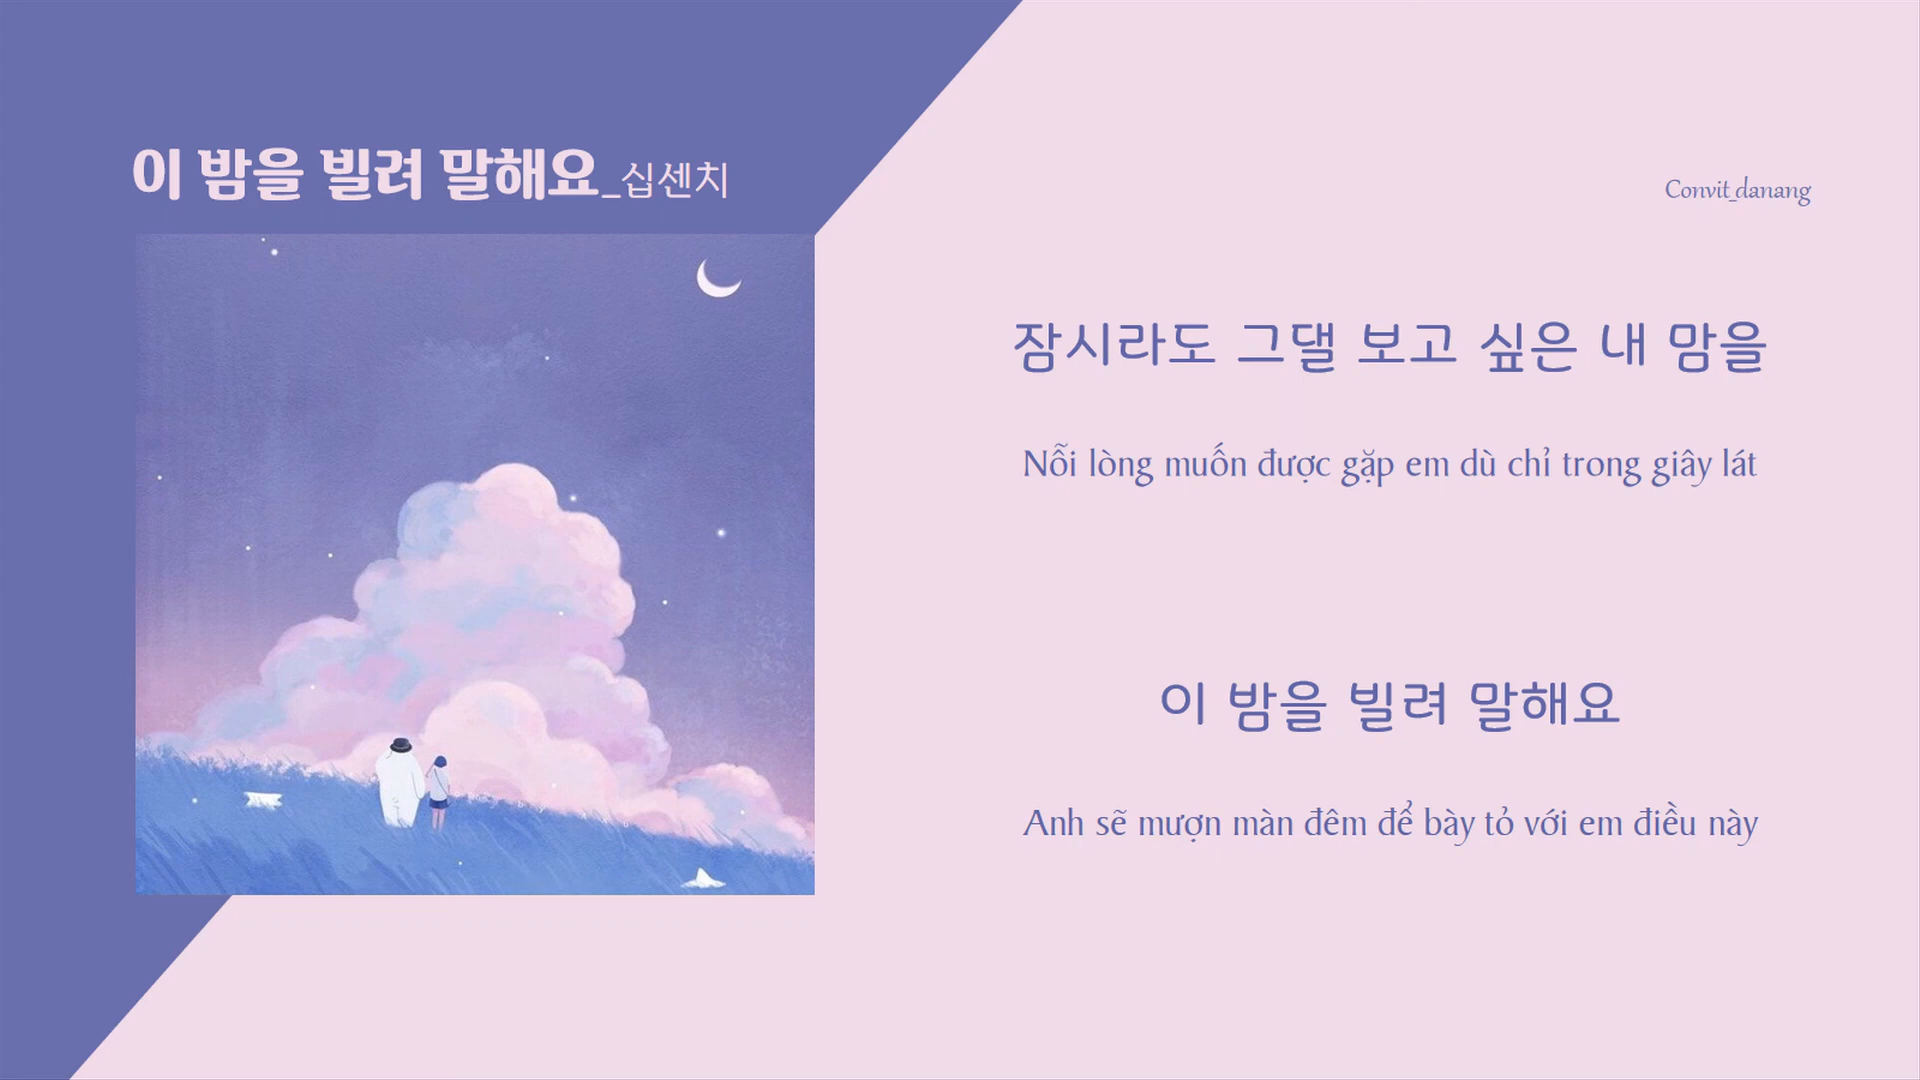 이 밤을 빌려 말해요_십센치
Convit_danang
잠시라도 그댈 보고 싶은 내 맘을
Nỗi lòng muốn được gặp em dù chỉ trong giây lát
이 밤을 빌려 말해요
Anh sẽ mượn màn đêm để bày tỏ với em điều này